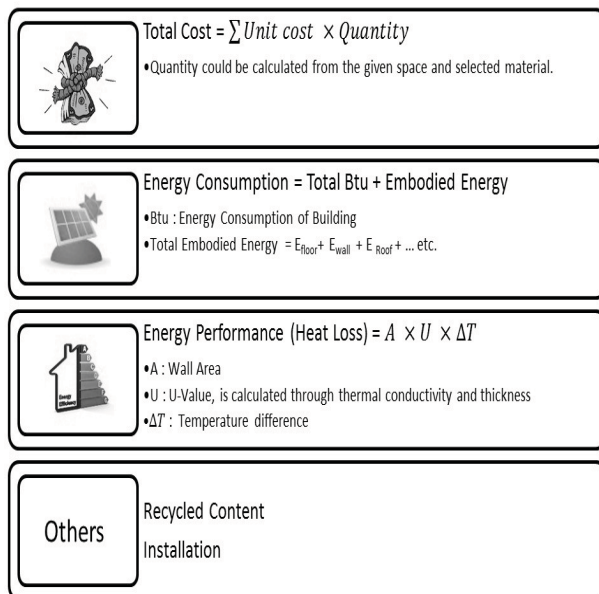 Total Cost = ∑Unit cost × Quantity
•Quantity could be calculated from the given space and selected material.
Energy Consumption = Total Btu + Embodied Energy
•Btu : Energy Consumption of Building
•Total Embodied Energy = Efloor+ Ewall + E Roof + ... etc.
Energy Performance (Heat Loss) = A × U × ΔT
•A : Wall Area
•U : U-Value, is calculated through thermal conductivity and thickness
•ΔT : Temperature difference
Energy
Efficiency
Others
Recycled Content
Installation